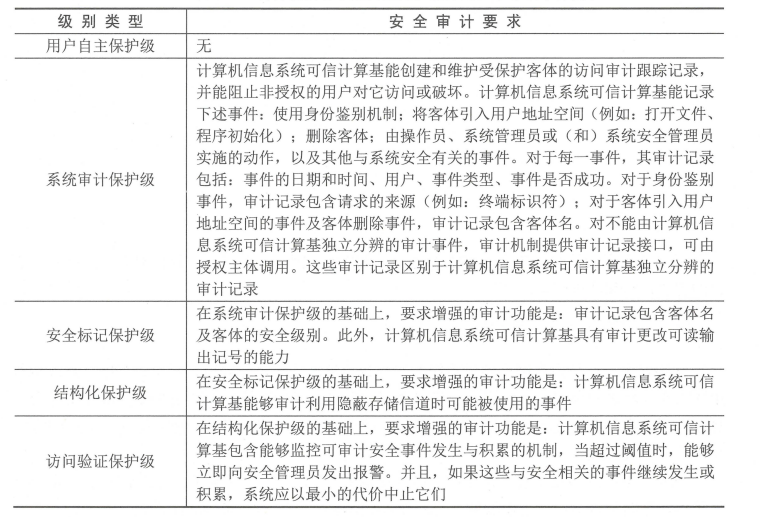 级别类型 安全审计要求
用户自主保护级 无
计算机信息系统可信计算基能创建和维护受保护客体的访问审计跟踪记录，
并能阻止非授权的用户对它访问或破坏。计算机信息系统可信计算基能记录
下述事件：使用身份鉴别机制；将客体引入用户地址空间（例如：打开文件、
程序初始化）；删除客体；由操作员、系统管理员或（和）系统安全管理员
实施的动作，以及其他与系统安全有关的事件。对于每一事件，其审计记录
系统审计保护级 包括：事件的日期和时间、用户、事件类型、事件是否成功。对于身份鉴别
事件，审计记录包含请求的来源（例如：终端标识符）；对于客体引入用户
地址空间的事件及客体删除事件，审计记录包含客体名。对不能由计算机信
息系统可信计算基独立分辨的审计事件，审计机制提供审计记录接口，可由
授权主体调用。这些审计记录区别于计算机信息系统可信计算基独立分辨的
审计记录
在系统审计保护级的基础上，要求增强的审计功能是：审计记录包含客体名
安全标记保护级 及客体的安全级别。此外，计算机信息系统可信计算基具有审计更改可读输
出记号的能力
结构化保护级 在安全标记保护级的基础上，要求增强的审计功能是：计算机信息系统可信
计算基能够审计利用隐蔽存储信道时可能被使用的事件
在结构化保护级的基础上，要求增强的审计功能是：计算机信息系统可信计
访问验证保护级 算基包含能够监控可审计安全事件发生与积累的机制，当超过阈值时，能够
立即向安全管理员发出报警。并且，如果这些与安全相关的事件继续发生或
积累，系统应以最小的代价中止它们